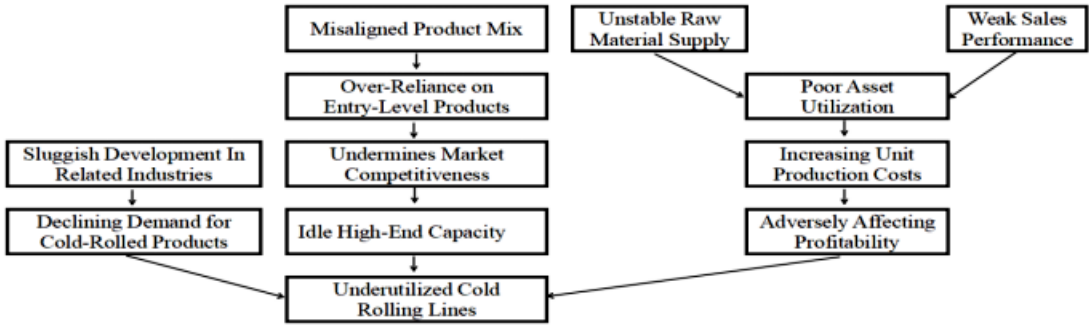 Misaligned Product Mix
Unstable Raw
Material Supply
Weak Sales
Performance
Over-Reliance on
Entry-Level Products
Poor Asset
Utilization
Sluggish Development In
Related Industries
Undermines Market
Competitiveness
Increasing Unit
Production Costs
Declining Demand for
Cold-Rolled Products
Idle High-End Capacity
Adversely Affecting
Profitability
Underutilized Cold
Rolling Lines